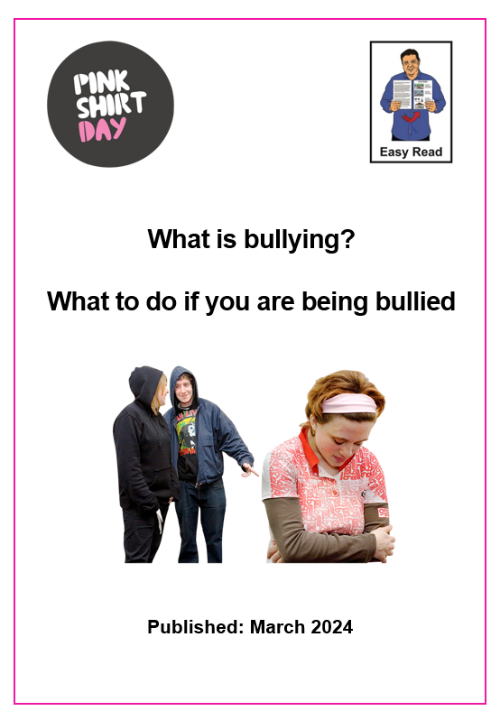 PINK
SHIRT
DAY
Easy Read
What is bullying?
What to do if you are being bullied
Published: March 2024